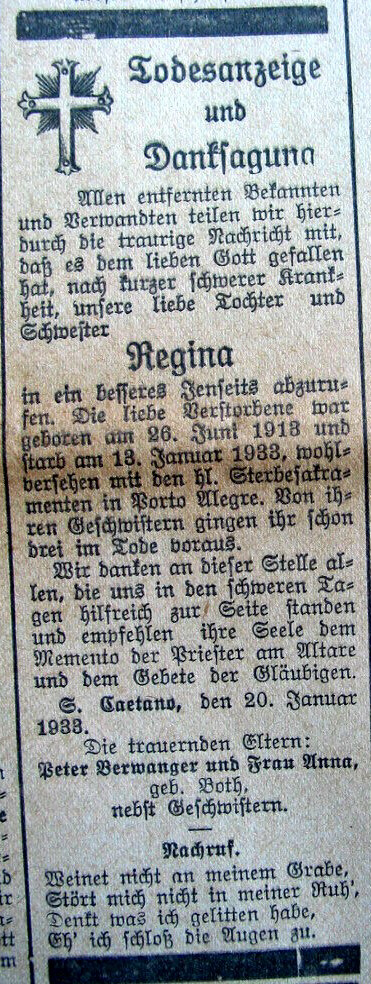 Todesanzeige
und
Danksagung
Allen entfernten Bekannten
und Verwandten teilen wir hier-
durch die traurige Nachricht mit,
daß es dem lieben Gott gefallen
hat, nach kurzer schwerer Krank-
heit, unsere liebe Tochter und
Schwester
Regina
in ein besseres Jenseits abzuru-
fen. Die liebe Verstorbene war
geboren am 26. Juni 1913 und
starb am 13. Januar 1933, wohl-
versehen mit den hl. Sterbesakra-
menten in Porto Alegre. Von ih-
ren Geschwistern gingen ihr schon
drei im Tode voraus.
Wir danken an dieser Stelle al-
len, die uns in den schweren Ta-
gen hilfreich zur Seite standen
und empfehlen ihre Seele dem
Memento der Priester am Altare
und dem Gebete der Gläubigen.
S. Caetano, den 20. Januar
1933.
Die trauernden Eltern:
Peter Berwanger und Frau Anna,
geb. Both,
nebst Geschwistern.
Nachruf.
Weinet nicht an meinem Grabe,
Stört mich nicht in meiner Ruh',
Denkt was ich gelitten habe,
Eh' ich schloß die Augen zu.